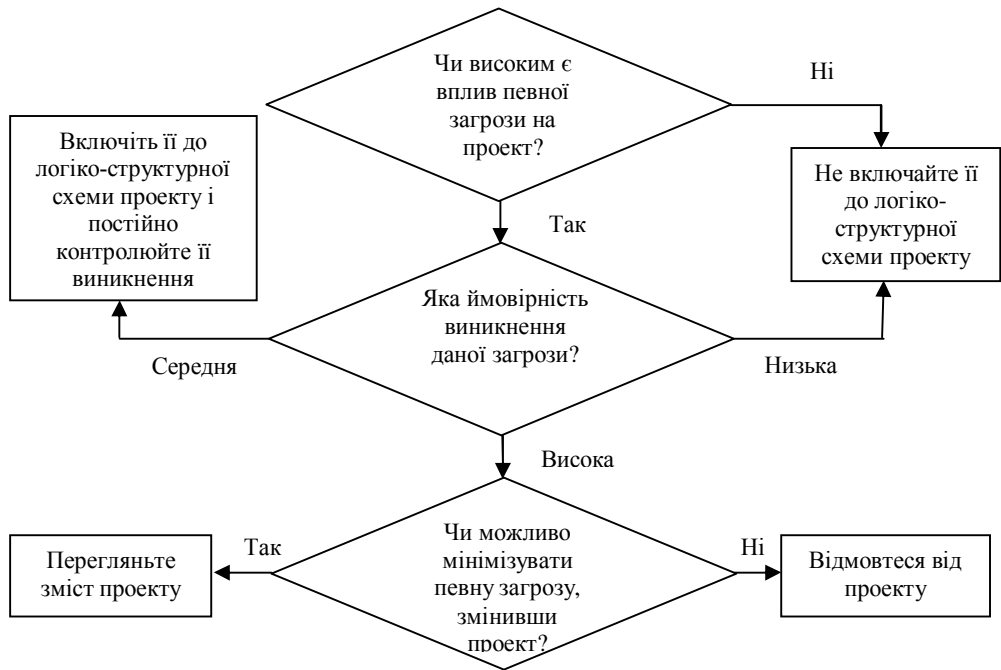 Чи високим є
вплив певної
загрози на
проект?
Ні
Включіть її до
логіко-структурної
схеми проекту і
постійно
контролюйте її
виникнення
Не включайте її
до логіко-
структурної
схеми проекту
Так
Яка ймовірність
виникнення
даної загрози?
Середня
Низька
Висока
Перегляньте
зміст проекту
Так
Чи можливо
мінімізувати
певну загрозу,
змінивши
проект?
Ні
Відмовтеся від
проекту